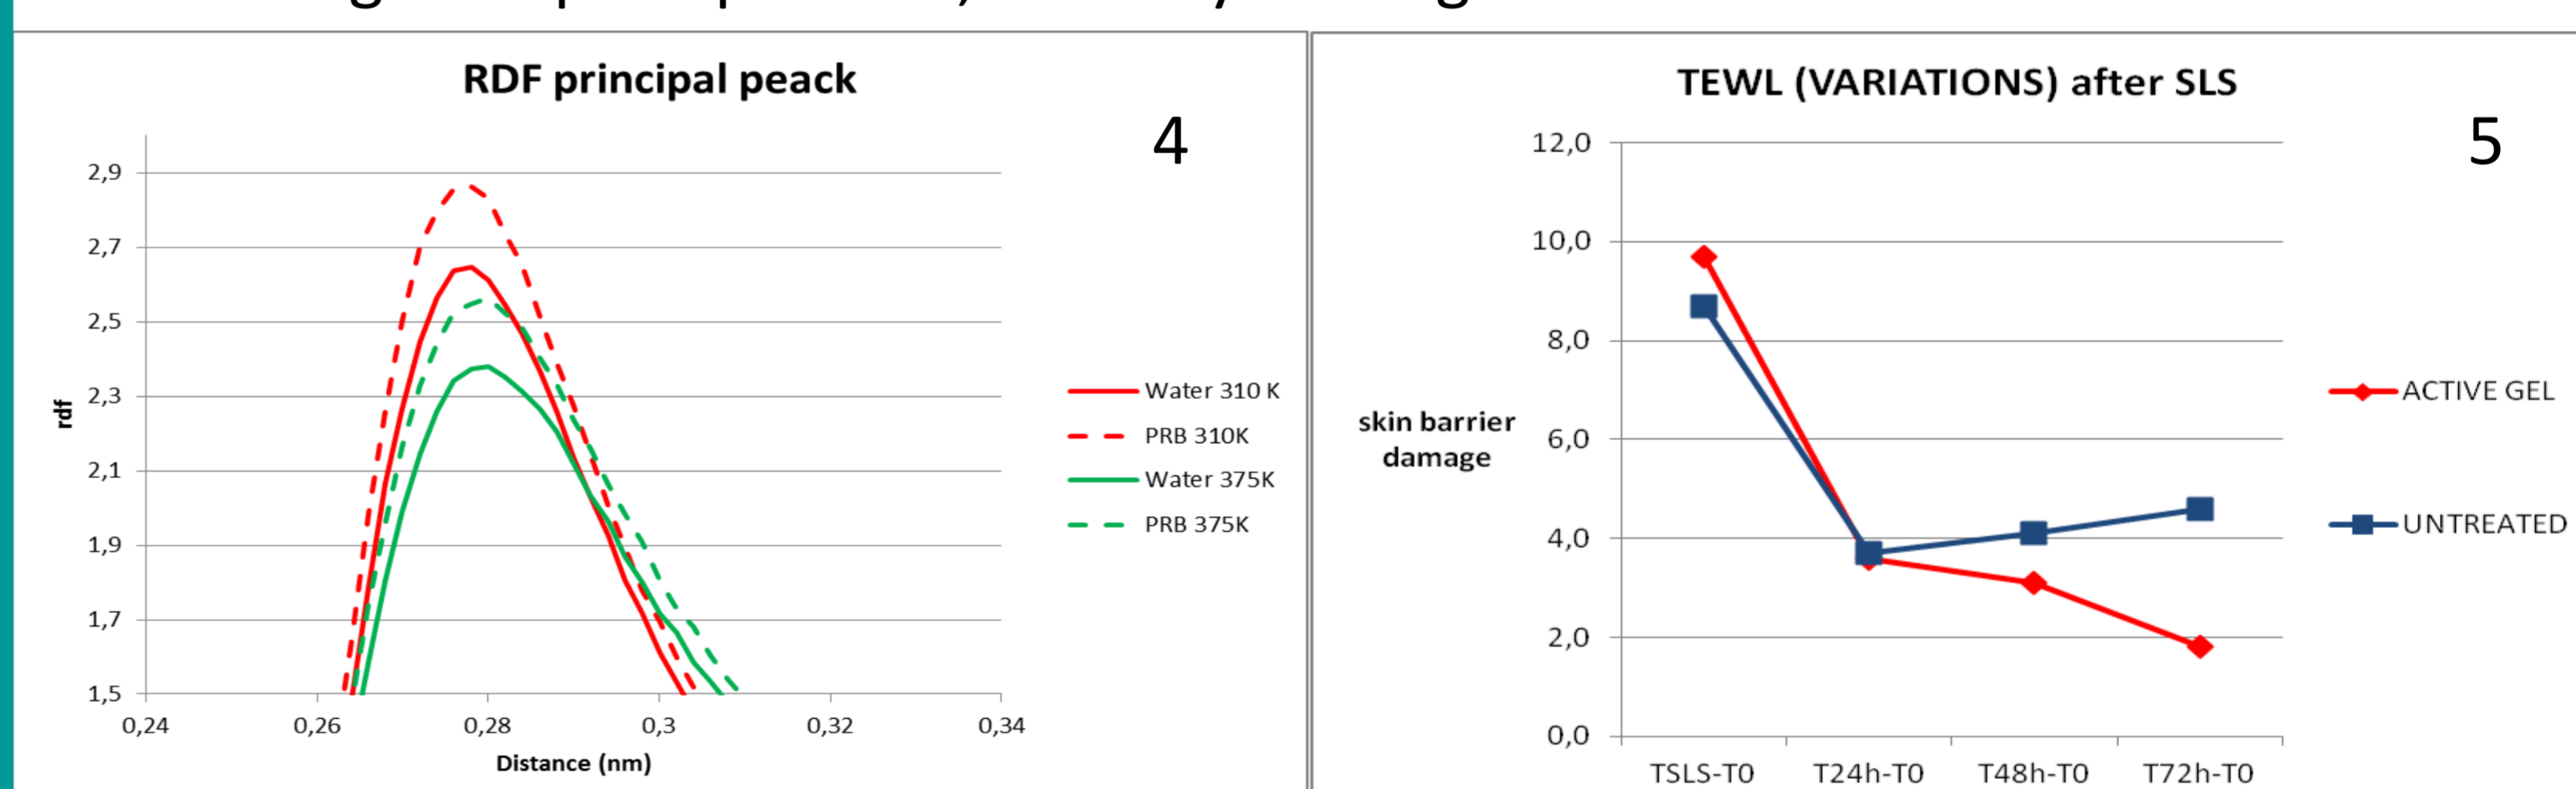 RDF principal peack
4
2,9
2,7
2,5
2,3
2,1
1,9
1,7
1,5
rdf
0,24 0,26 0,28 0,3 0,32 0,34
Distance (nm)
Water 310 K
PRB 310K
Water 375K
PRB 375K
TEWL (VARIATIONS) after SLS
5
12,0
10,0
8,0
6,0
4,0
2,0
0,0
skin barrier
damage
TSLS-T0 T24h-T0 T48h-T0 T72h-T0
ACTIVE GEL
UNTREATED